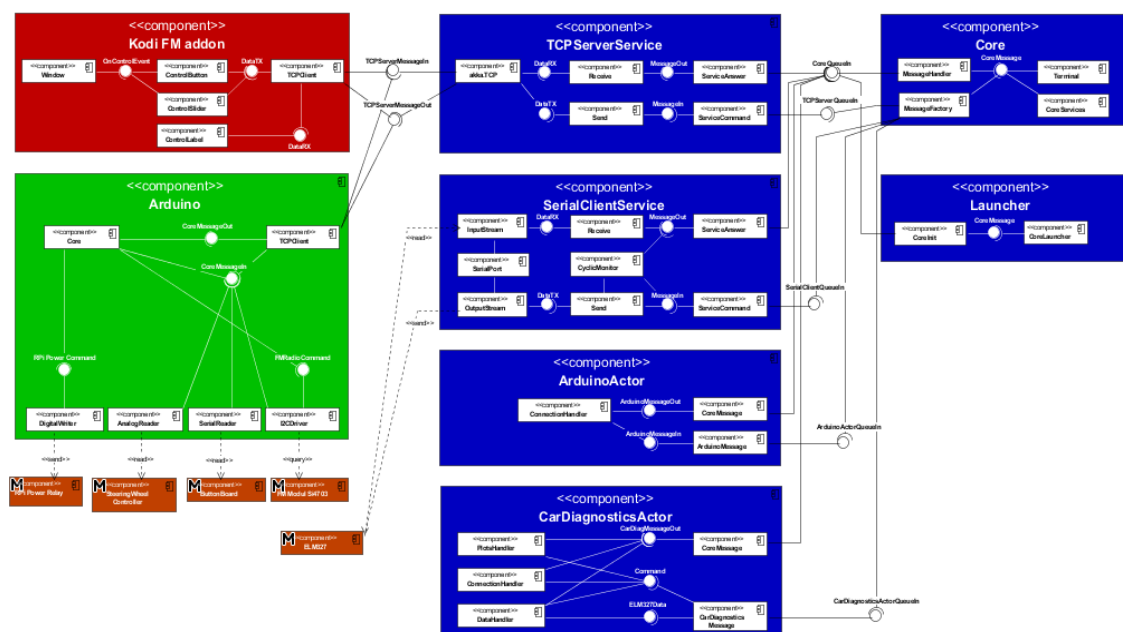 <<component>>
Kodi FM addon
<<component>>
Window
OnControlEvent
<<component>>
ControlButton
DataTX
<<component>>
TCPClient
<<component>>
ControlSlider
<<component>>
ControlLabel
DataRX
TCPServerMessageIn
TCPServerMessageOut
<<component>>
TCPServerService
<<component>>
akka.TCP
DataRX
<<component>>
Receive
MessageOut
<<component>>
ServiceAnswer
DataTX
<<component>>
Send
MessageIn
<<component>>
ServiceCommand
CoreQueueIn
TCPServerQueueIn
<<component>>
Core
<<component>>
MessageHandler
CoreMessage
<<component>>
Terminal
<<component>>
MessageFactory
<<component>>
CoreServices
<<component>>
Arduino
<<component>>
Core
CoreMessageOut
<<component>>
TCPClient
CoreMessageIn
RPi Power Command
FMRadioCommand
<<component>>
DigitalWriter
<<component>>
AnalogReader
<<component>>
SerialReader
<<component>>
I2CDriver
<<send>>
<<read>>
<<read>>
<<query>>
M
<<component>>
RPi Power Relay
M
<<component>>
SteeringWheel
Controller
M
<<component>>
ButtonBoard
M
<<component>>
FM Modul Si4703
M
<<component>>
ELM327
<<read>>
<<send>>
<<component>>
SerialClientService
<<component>>
InputStream
DataRX
<<component>>
Receive
MessageOut
<<component>>
ServiceAnswer
<<component>>
SerialPort
<<component>>
CyclicMonitor
<<component>>
OutputStream
DataTX
<<component>>
Send
MessageIn
<<component>>
ServiceCommand
SerialClientQueueIn
<<component>>
Launcher
<<component>>
CoreInit
CoreMessage
<<component>>
CoreLauncher
<<component>>
ArduinoActor
<<component>>
ConnectionHandler
ArduinoMessageOut
<<component>>
CoreMessage
ArduinoMessageIn
<<component>>
ArduinoMessage
ArduinoActorQueueIn
<<component>>
CarDiagnosticsActor
<<component>>
PlotsHandler
CarDiagMessageOut
<<component>>
CoreMessage
<<component>>
ConnectionHandler
Command
<<component>>
DataHandler
ELM327Data
<<component>>
CarDiagnostics
Message
CarDiagnosticsActorQueueIn